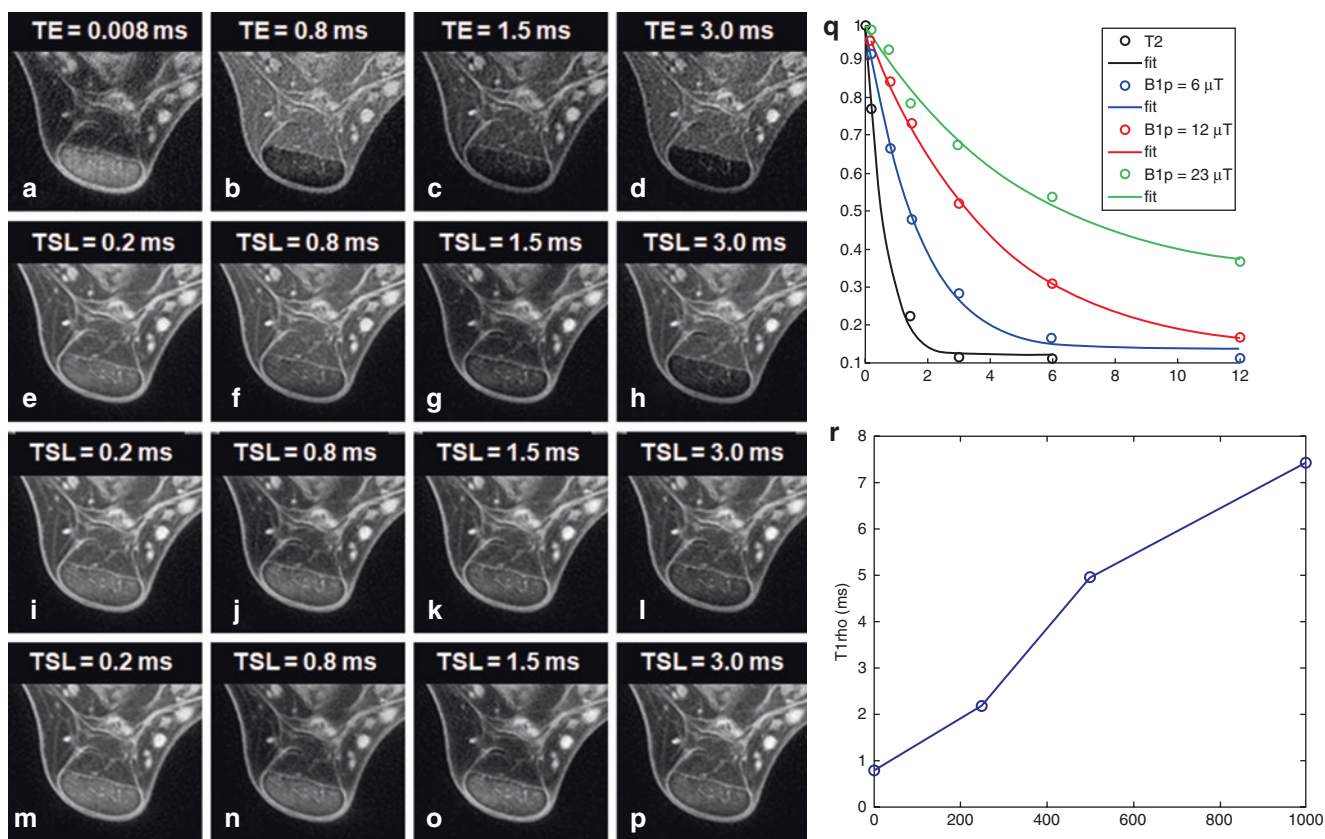 TE = 0.008 ms TE = 0.8 ms TE = 1.5 ms TE = 3.0 ms
a b c d
TSL = 0.2 ms TSL = 0.8 ms TSL = 1.5 ms TSL = 3.0 ms
e f g h
TSL = 0.2 ms TSL = 0.8 ms TSL = 1.5 ms TSL = 3.0 ms
i j k l
TSL = 0.2 ms TSL = 0.8 ms TSL = 1.5 ms TSL = 3.0 ms
m n o p
q
1
0.9
0.8
0.7
0.6
0.5
0.4
0.3
0.2
0.1
0 2 4 6 8 10 12
T2
fit
B1p = 6 μT
fit
B1p = 12 μT
fit
B1p = 23 μT
fit
r
T1rho (ms)
8
7
6
5
4
3
2
1
0
0 200 400 600 800 1000